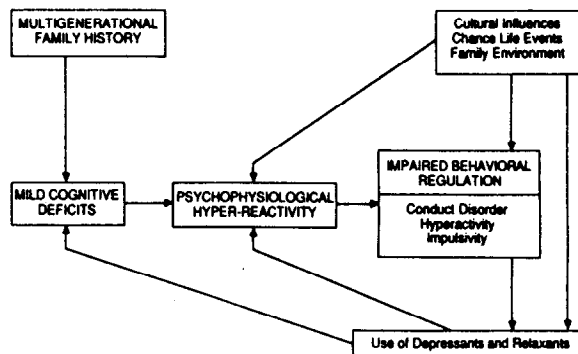 MULTIGENERATIONAL
FAMILY HISTORY
Cultural Influences
Chance Life Events
Family Environment
MILD COGNITIVE
DEFICITS
PSYCHOPHYSIOLOGICAL
HYPER-REACTIVITY
IMPAIRED BEHAVIORAL
REGULATION
Conduct Disorder
Hyperactivity
Impulsivity
Use of Depressants and Relaxants